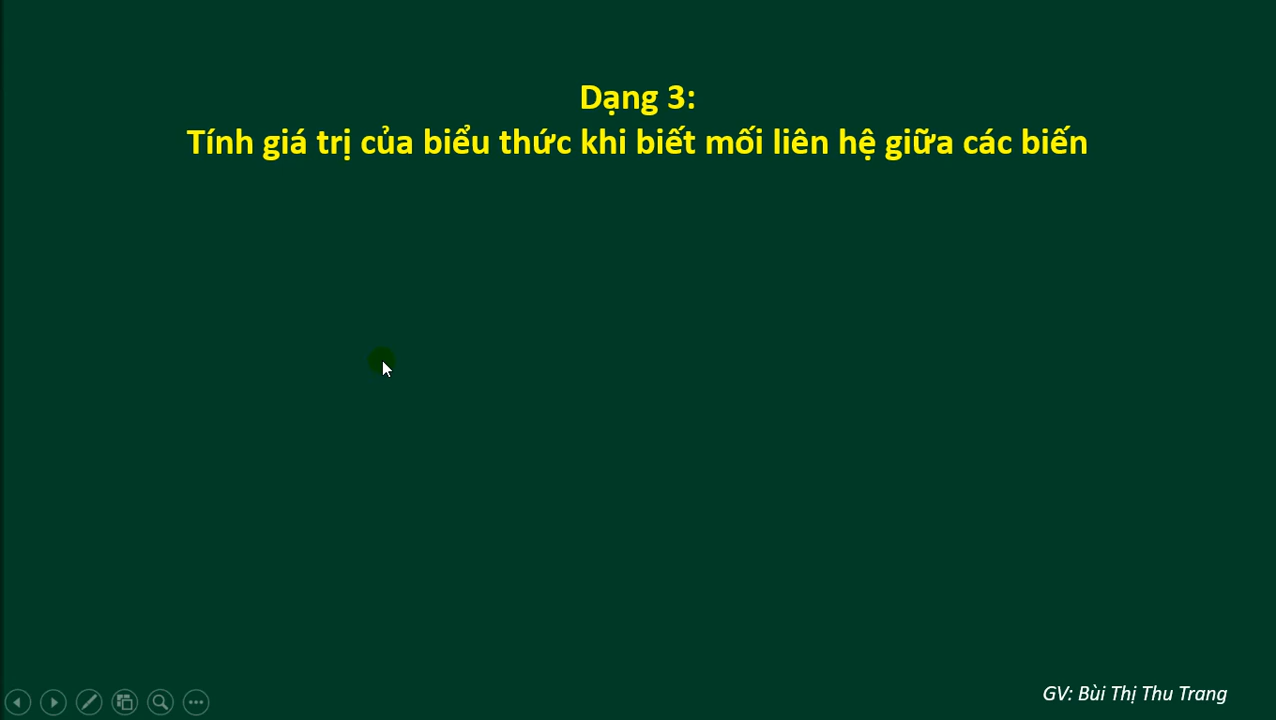 Dạng 3:
Tính giá trị của biểu thức khi biết mối liên hệ giữa các biến
GV: Bùi Thị Thu Trang